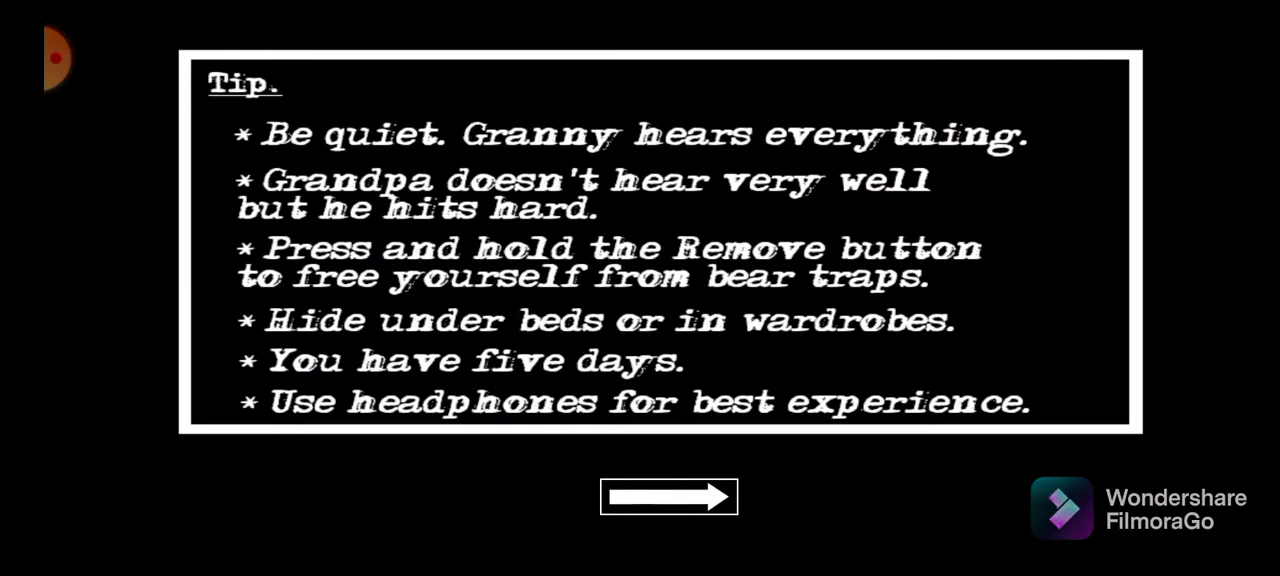 Tip.
* Be quiet. Granny hears everything.
* Grandpa doesn't hear very well
but he hits hard.
* Press and hold the Remove button
to free yourself from bear traps.
* Hide under beds or in wardrobes.
* You have five days.
* Use headphones for best experience.
Wondershare
FilmoraGo